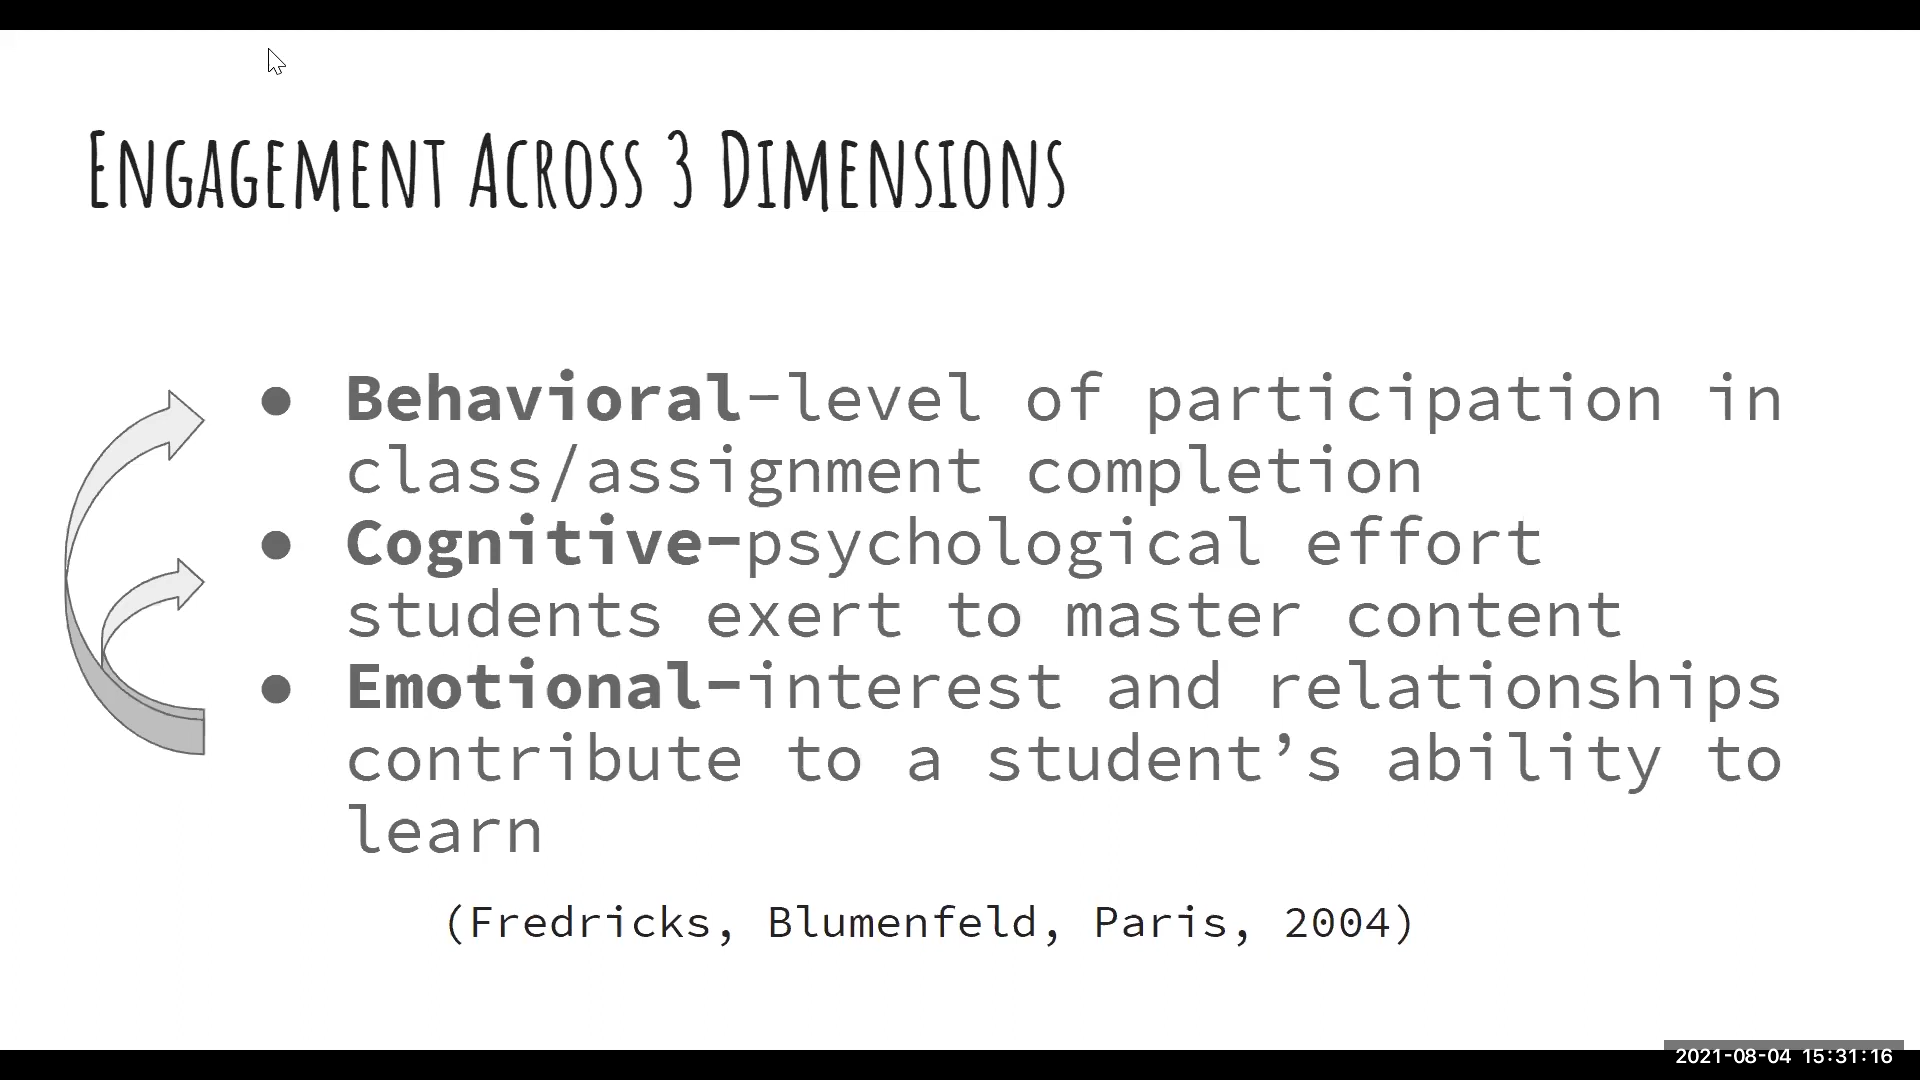 Engagement Across 3 Dimensions
● Behavioral-level of participation in
class/assignment completion
● Cognitive-psychological effort
students exert to master content
● Emotional-interest and relationships
contribute to a student’s ability to
learn
(Fredricks, Blumenfeld, Paris, 2004)
2021-08-04 15:31:16